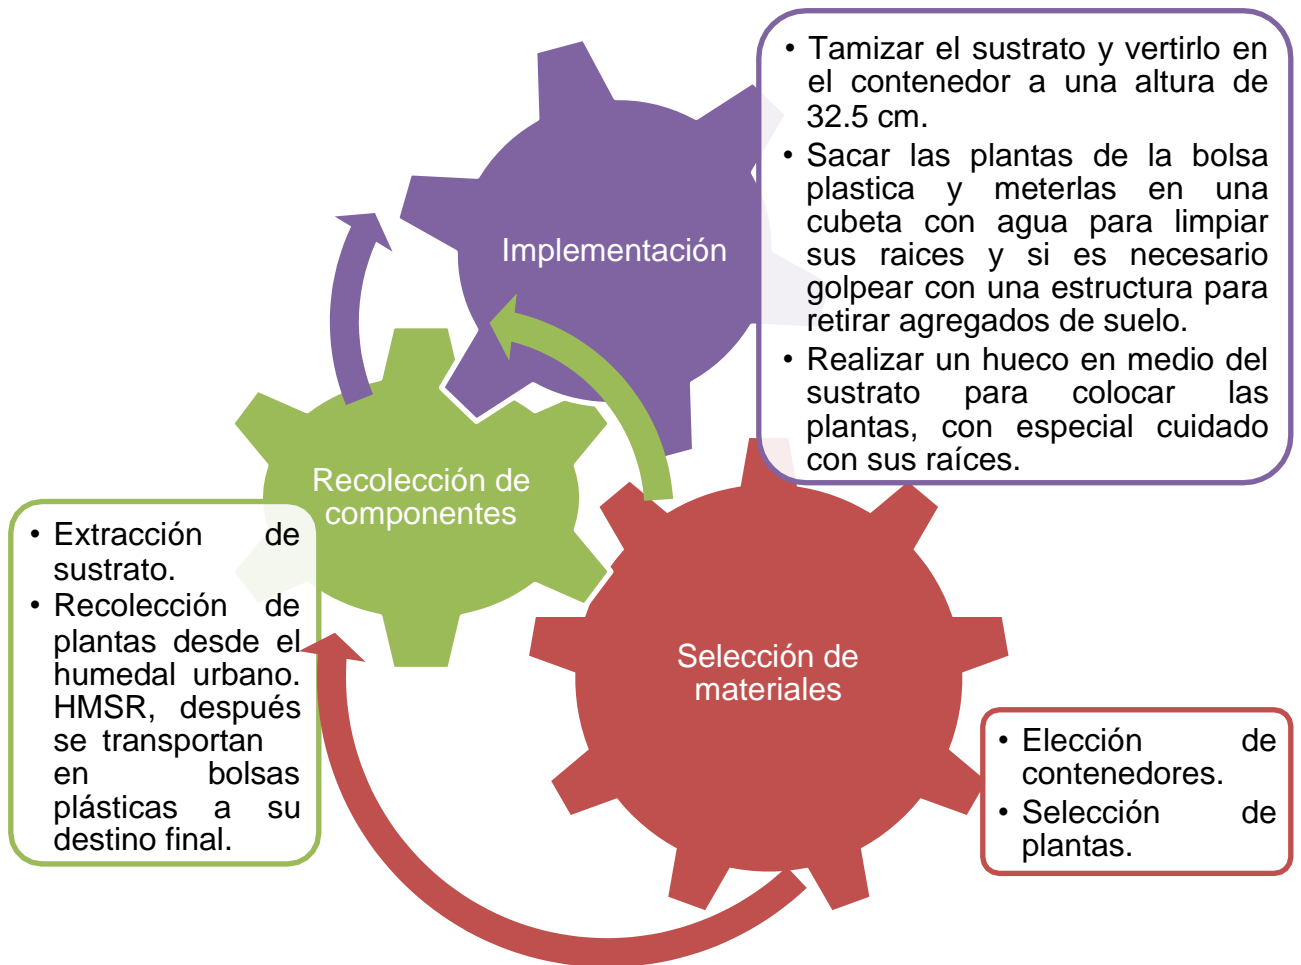 • Tamizar el sustrato y vertirlo en
el contenedor a una altura de
32.5 cm.
• Sacar las plantas de la bolsa
plastica y meterlas en una
cubeta con agua para limpiar
sus raices y si es necesario
golpear con una estructura para
retirar agregados de suelo.
• Realizar un hueco en medio del
sustrato para colocar las
plantas, con especial cuidado
con sus raíces.
Implementación
Recolección de
componentes
• Extracción de
sustrato.
• Recolección de
plantas desde el
humedal urbano.
HMSR, después
se transportan
en bolsas
plásticas a su
destino final.
Selección de
materiales
• Elección de
contenedores.
• Selección de
plantas.